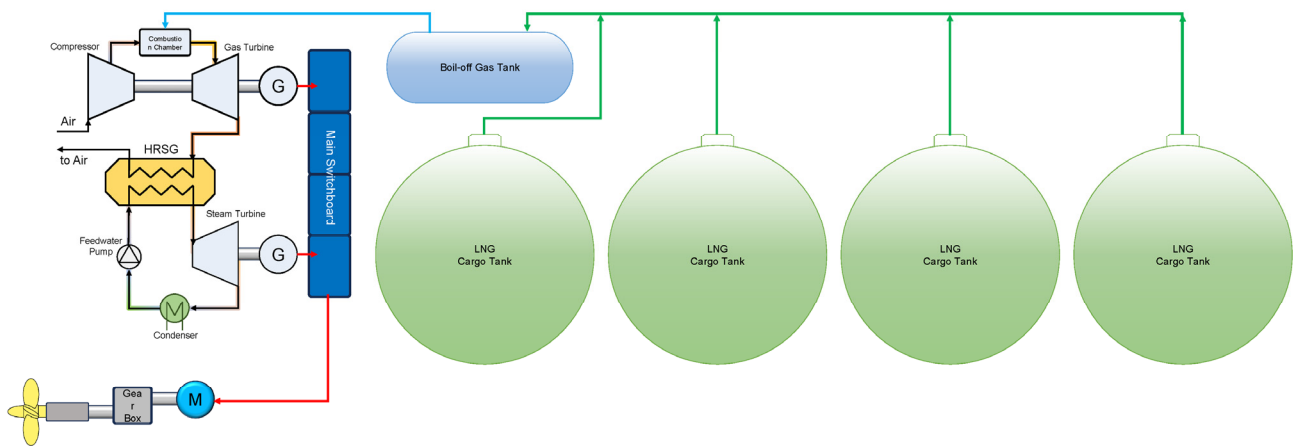 Combustio
n Chamber
Compressor
Gas Turbine
G
Boil-off Gas Tank
Air
Main Switchboard
to Air
HRSG
Steam Turbine
Feedwater
Pump
G
LNG
Cargo Tank
LNG
Cargo Tank
LNG
Cargo Tank
LNG
Cargo Tank
M
Condenser
Gea
r
Box
M